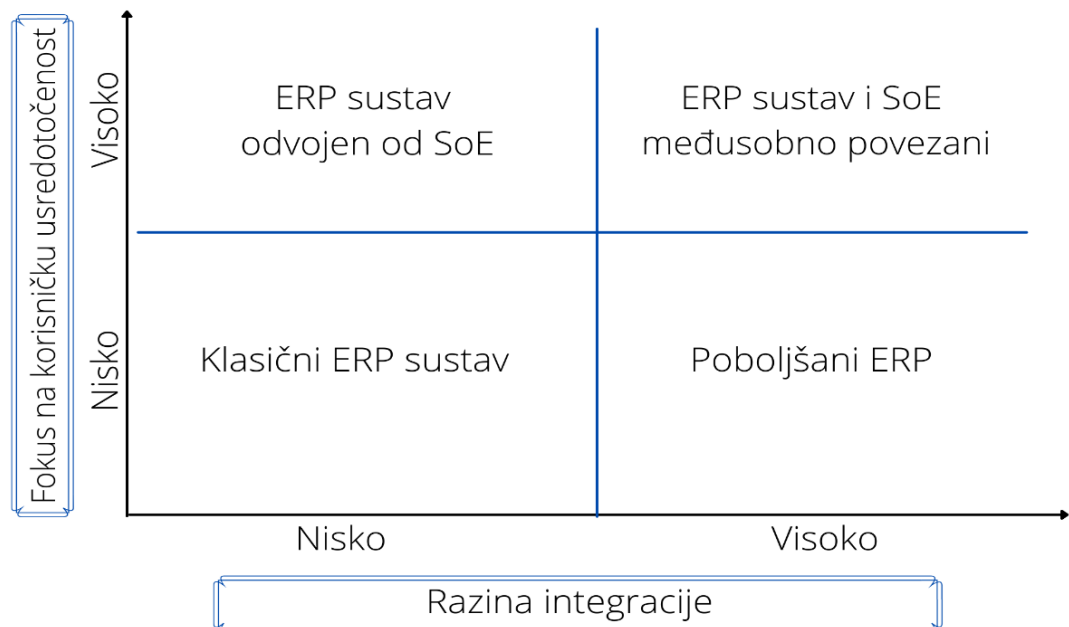 Fokus na korisničku usredotočenost
Visoko
ERP sustav
odvojen od SoE
ERP sustav i SoE
međusobno povezani
Nisko
Klasični ERP sustav
Poboljšani ERP
Nisko
Visoko
Razina integracije